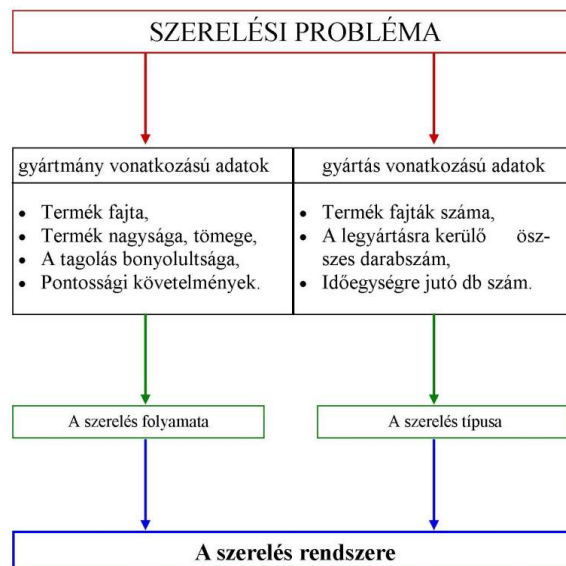 SZERELÉSI PROBLÉMA
gyártmány vonatkozású adatok
• Termék fajta,
• Termék nagysága, tömege,
• A tagolás bonyolultsága,
• Pontossági követelmények.
gyártás vonatkozású adatok
• Termék fajták száma,
• A legyártásra kerülő ösz-
szes darabszám,
• Időegységre jutó db szám.
A szerelés folyamata
A szerelés típusa
A szerelés rendszere